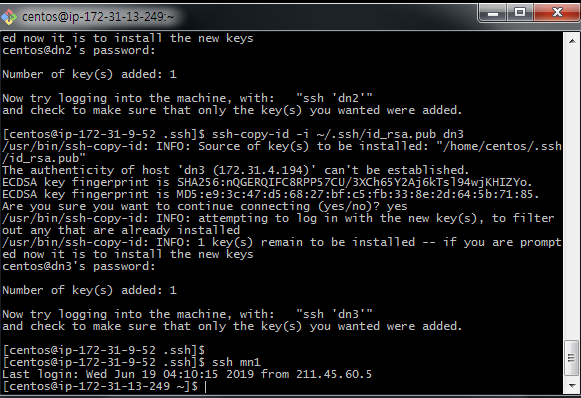 centos@ip-172-31-13-249:~
ed now it is to install the new keys
centos@dn2's password:
Number of key(s) added: 1
Now try logging into the machine, with:   "ssh 'dn2'"
and check to make sure that only the key(s) you wanted were added.
[centos@ip-172-31-9-52 .ssh]$ ssh-copy-id -i ~/.ssh/id_rsa.pub dn3
/usr/bin/ssh-copy-id: INFO: Source of key(s) to be installed: "/home/centos/.ssh
/id_rsa.pub"
The authenticity of host 'dn3 (172.31.4.194)' can't be established.
ECDSA key fingerprint is SHA256:nQGERQIFC8RPP57CU/3XCh65Y2Aj6kTsl94wjKHIZYo.
ECDSA key fingerprint is MD5:e9:3c:47:d5:68:27:bf:c5:fb:33:8e:2d:64:5b:71:85.
Are you sure you want to continue connecting (yes/no)? yes
/usr/bin/ssh-copy-id: INFO: attempting to log in with the new key(s), to filter
out any that are already installed
/usr/bin/ssh-copy-id: INFO: 1 key(s) remain to be installed -- if you are prompt
ed now it is to install the new keys
centos@dn3's password:
Number of key(s) added: 1
Now try logging into the machine, with:   "ssh 'dn3'"
and check to make sure that only the key(s) you wanted were added.
[centos@ip-172-31-9-52 .ssh]$
[centos@ip-172-31-9-52 .ssh]$ ssh mn1
Last login: Wed Jun 19 04:10:15 2019 from 211.45.60.5
[centos@ip-172-31-13-249 ~]$